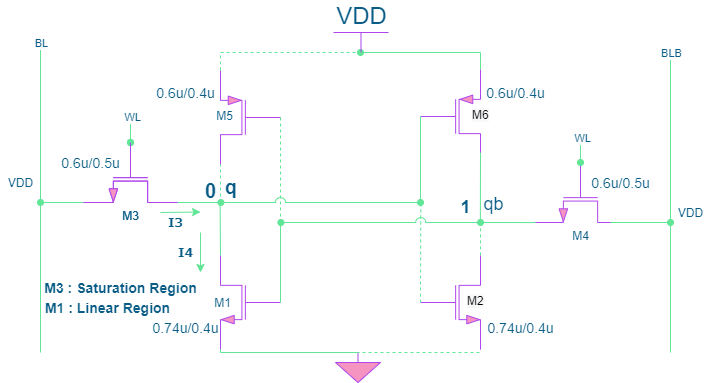 VDD
BL
BLB
0.6u/0.4u
M5
0.6u/0.4u
M6
WL
WL
0.6u/0.5u
0.6u/0.5u
VDD
0 q
1 qb
VDD
M3
I3
M4
I4
M3 : Saturation Region
M1 : Linear Region
M1
M2
0.74u/0.4u
0.74u/0.4u